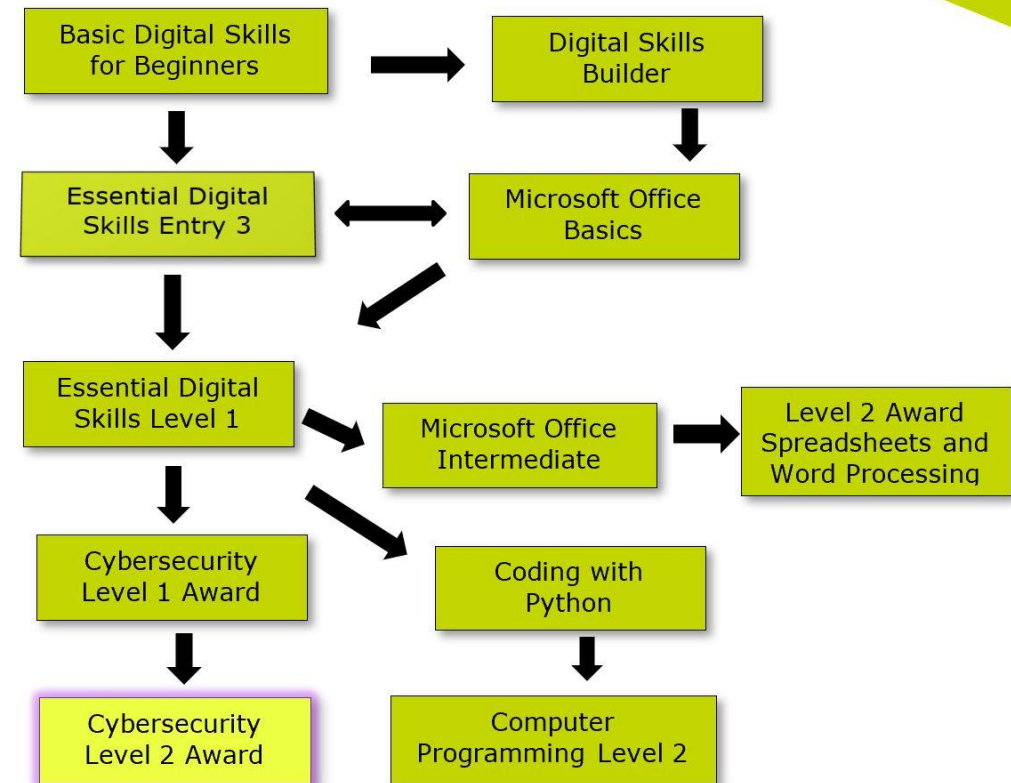 Basic Digital Skills
for Beginners
Digital Skills
Builder
Essential Digital
Skills Entry 3
Microsoft Office
Basics
Essential Digital
Skills Level 1
Microsoft Office
Intermediate
Level 2 Award
Spreadsheets and
Word Processing
Cybersecurity
Level 1 Award
Coding with
Python
Cybersecurity
Level 2 Award
Computer
Programming Level 2